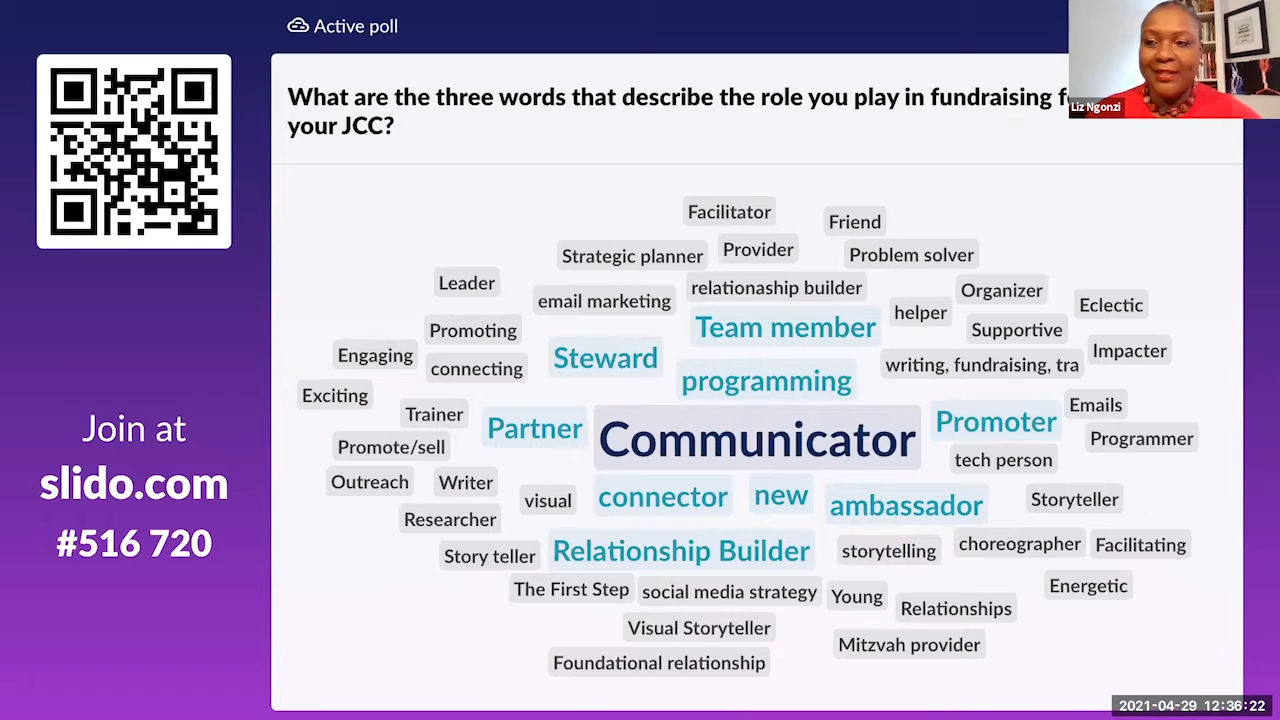 Active poll
What are the three words that describe the role you play in fundraising
your JCC?
Liz Ngonzi
Join at
slido.com
#516 720
Facilitator
Friend
Strategic planner
Provider
Problem solver
Leader
email marketing
relationaship builder
Organizer
Eclectic
helper
Promoting
Team member
Supportive
Engaging
connecting
Steward
writing, fundraising, tra
Impacter
programming
Exciting
Trainer
Partner
Communicator
Promoter
Emails
Programmer
Promote/sell
tech person
Outreach
Writer
visual
connector
new
ambassador
Storyteller
Researcher
Story teller
Relationship Builder
storytelling
choreographer
Facilitating
The First Step
social media strategy
Young
Relationships
Energetic
Visual Storyteller
Mitzvah provider
Foundational relationship
2021-04-29 12:36:22